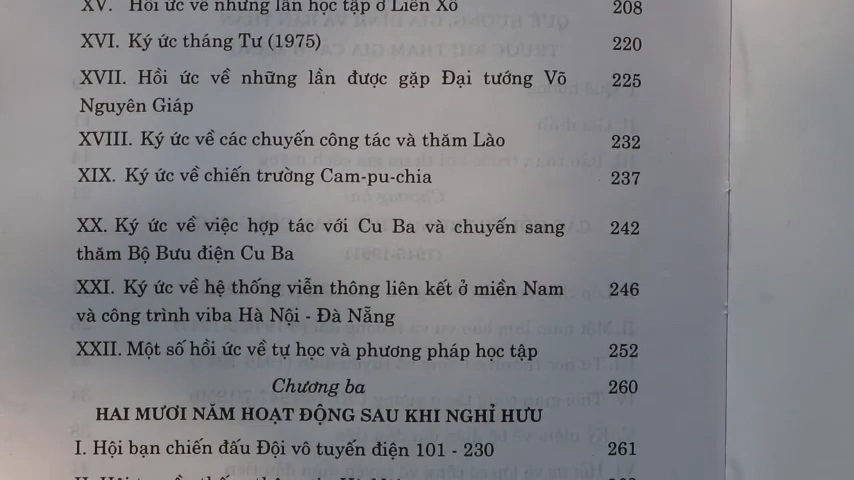 XV. Hồi ức về những lần học tập ở Liên Xô 208
XVI. Ký ức tháng Tư (1975) 220
XVII. Hồi ức về những lần được gặp Đại tướng Võ 225
Nguyên Giáp
XVIII. Ký ức về các chuyến công tác và thăm Lào 232
XIX. Ký ức về chiến trường Cam-pu-chia 237
XX. Ký ức về việc hợp tác với Cu Ba và chuyến sang 242
thăm Bộ Bưu điện Cu Ba
XXI. Ký ức về hệ thống viễn thông liên kết ở miền Nam 246
và công trình viba Hà Nội - Đà Nẵng
XXII. Một số hồi ức về tự học và phương pháp học tập 252
Chương ba 260
HAI MƯƠI NĂM HOẠT ĐỘNG SAU KHI NGHỈ HƯU
I. Hội bạn chiến đấu Đội vô tuyến điện 101 - 230 261